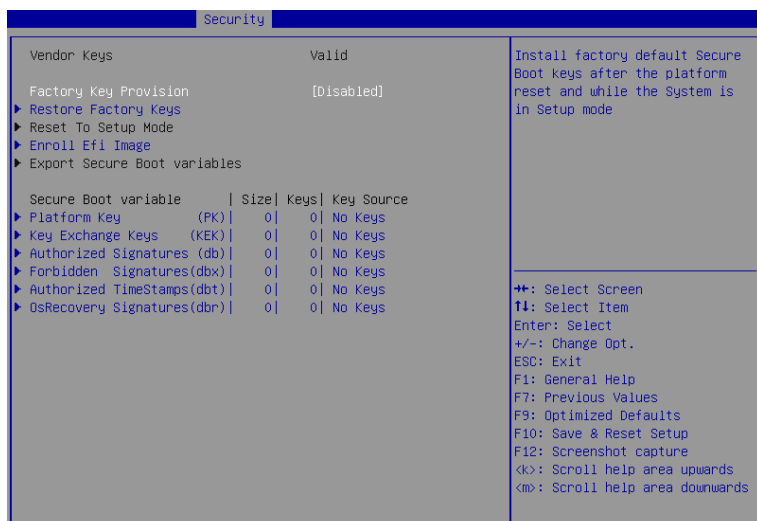 Security
Vendor Keys Valid
Factory Key Provision [Disabled]
Restore Factory Keys
Reset To Setup Mode
Enroll Efi Image
Export Secure Boot variables
Secure Boot variable | Size| Keys| Key Source
Platform Key (PK)| 0| 0| No Keys
Key Exchange Keys (KEK)| 0| 0| No Keys
Authorized Signatures (db)| 0| 0| No Keys
Forbidden Signatures(dbx)| 0| 0| No Keys
Authorized TimeStamps(dbt)| 0| 0| No Keys
OsRecovery Signatures(dbr)| 0| 0| No Keys
Install factory default Secure
Boot keys after the platform
reset and while the System is
in Setup mode
→←: Select Screen
↑↓: Select Item
Enter: Select
+/-: Change Opt.
ESC: Exit
F1: General Help
F7: Previous Values
F9: Optimized Defaults
F10: Save & Reset Setup
F12: Screenshot capture
<k>: Scroll help area upwards
<m>: Scroll help area downwards